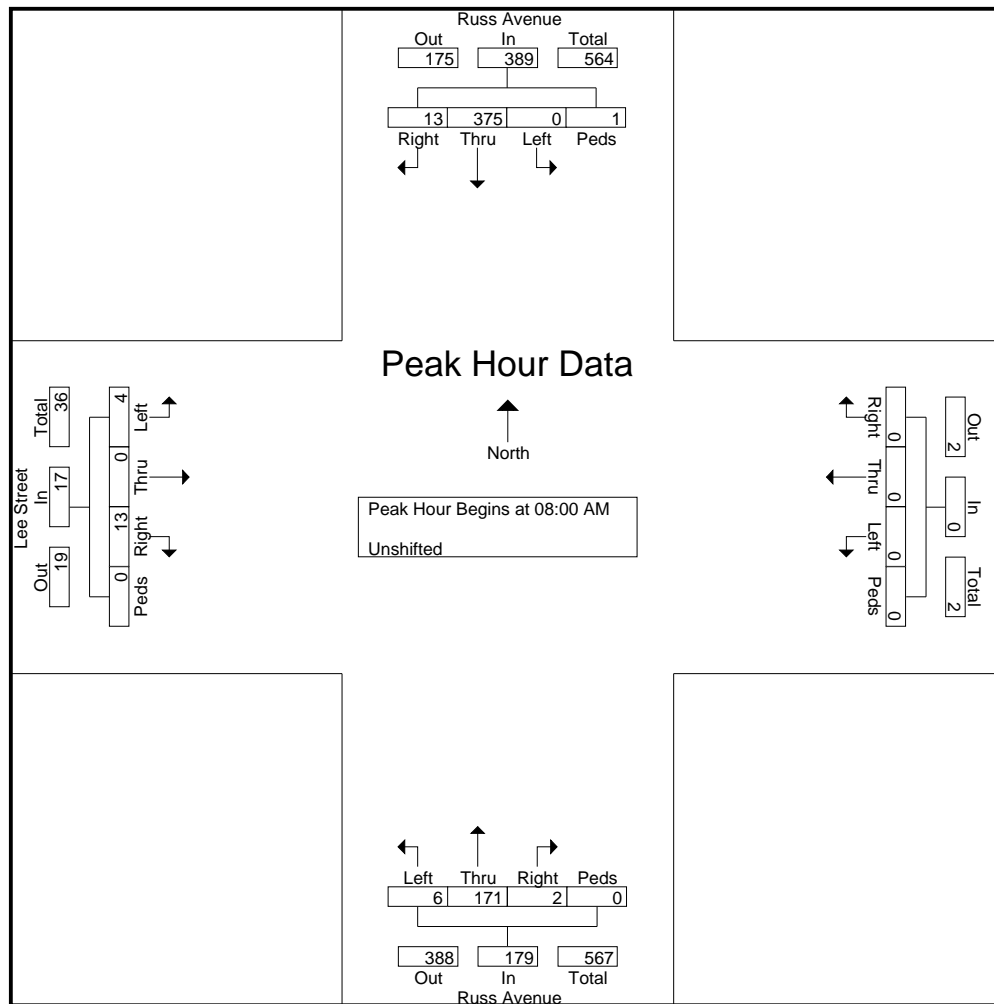 Russ Avenue
Out In Total
175 389 564
13 375 0 1
Right Thru Left Peds
Peak Hour Data
North
Peak Hour Begins at 08:00 AM
Unshifted
Lee Street
Out In Total
19 17 36
Left Thru Right Peds
4 0 13 0
Right Thru Left Peds
0 0 0 0
Out In Total
2 0 2
Left Thru Right Peds
6 171 2 0
388 179 567
Out In Total
Russ Avenue